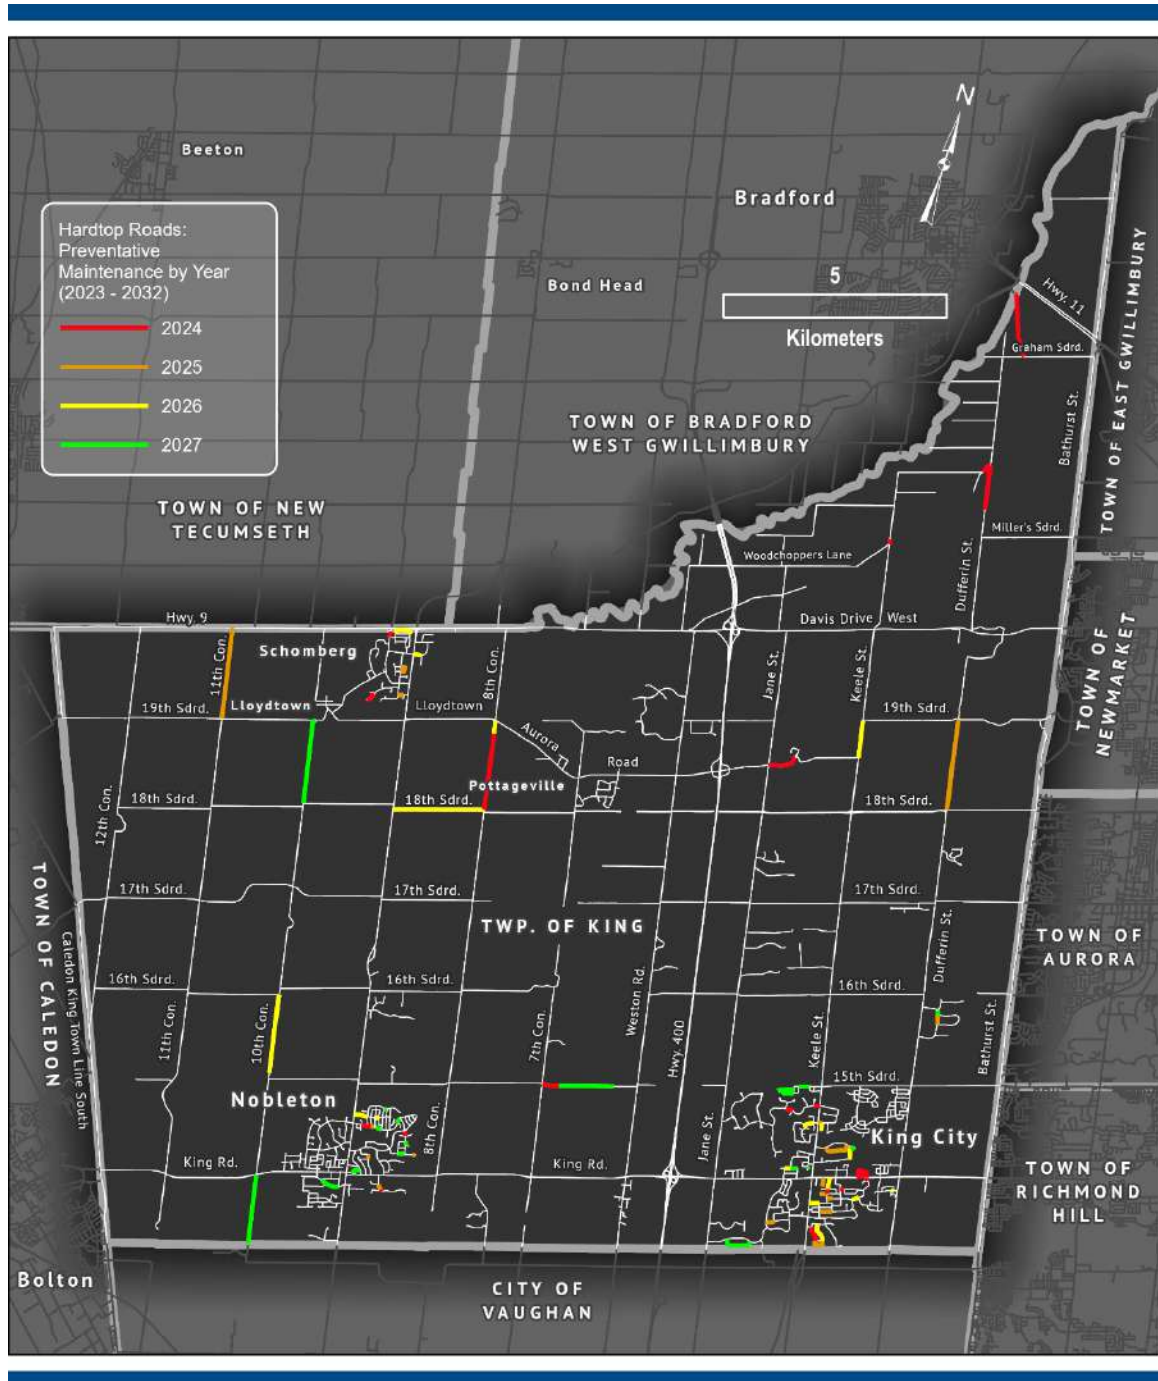 N
Beeton
Bradford
Hardtop Roads:
Preventative
Maintenance by Year
(2023 - 2032)
2024
2025
2026
2027
Bond Head
5
Kilometers
Hwy. 11
Graham Sdrd.
TOWN OF EAST GWILLIMBURY
Bathurst St.
TOWN OF BRADFORD
WEST GWILLIMBURY
TOWN OF NEW
TECUMSETH
Miller's Sdrd.
Woodchoppers Lane
Dufferin St.
Hwy. 9
Davis Drive West
TOWN OF
NEWMARKET
Schomberg
11th Con.
8th Con.
Jane St.
Keele St.
19th Sdrd.
Lloydtown
Lloydtown
19th Sdrd.
Aurora
Road
Pottageville
18th Sdrd.
18th Sdrd.
18th Sdrd.
12th Con.
17th Sdrd.
17th Sdrd.
17th Sdrd.
TWP. OF KING
TOWN OF CALEDON
Caledon King Town Line South
Dufferin St.
TOWN OF
AURORA
16th Sdrd.
16th Sdrd.
16th Sdrd.
Weston Rd.
11th Con.
10th Con.
7th Con.
Hwy. 400
Keele St.
Bathurst St.
15th Sdrd.
Nobleton
8th Con.
Jane St.
King City
King Rd.
King Rd.
TOWN OF
RICHMOND
HILL
Bolton
CITY OF
VAUGHAN